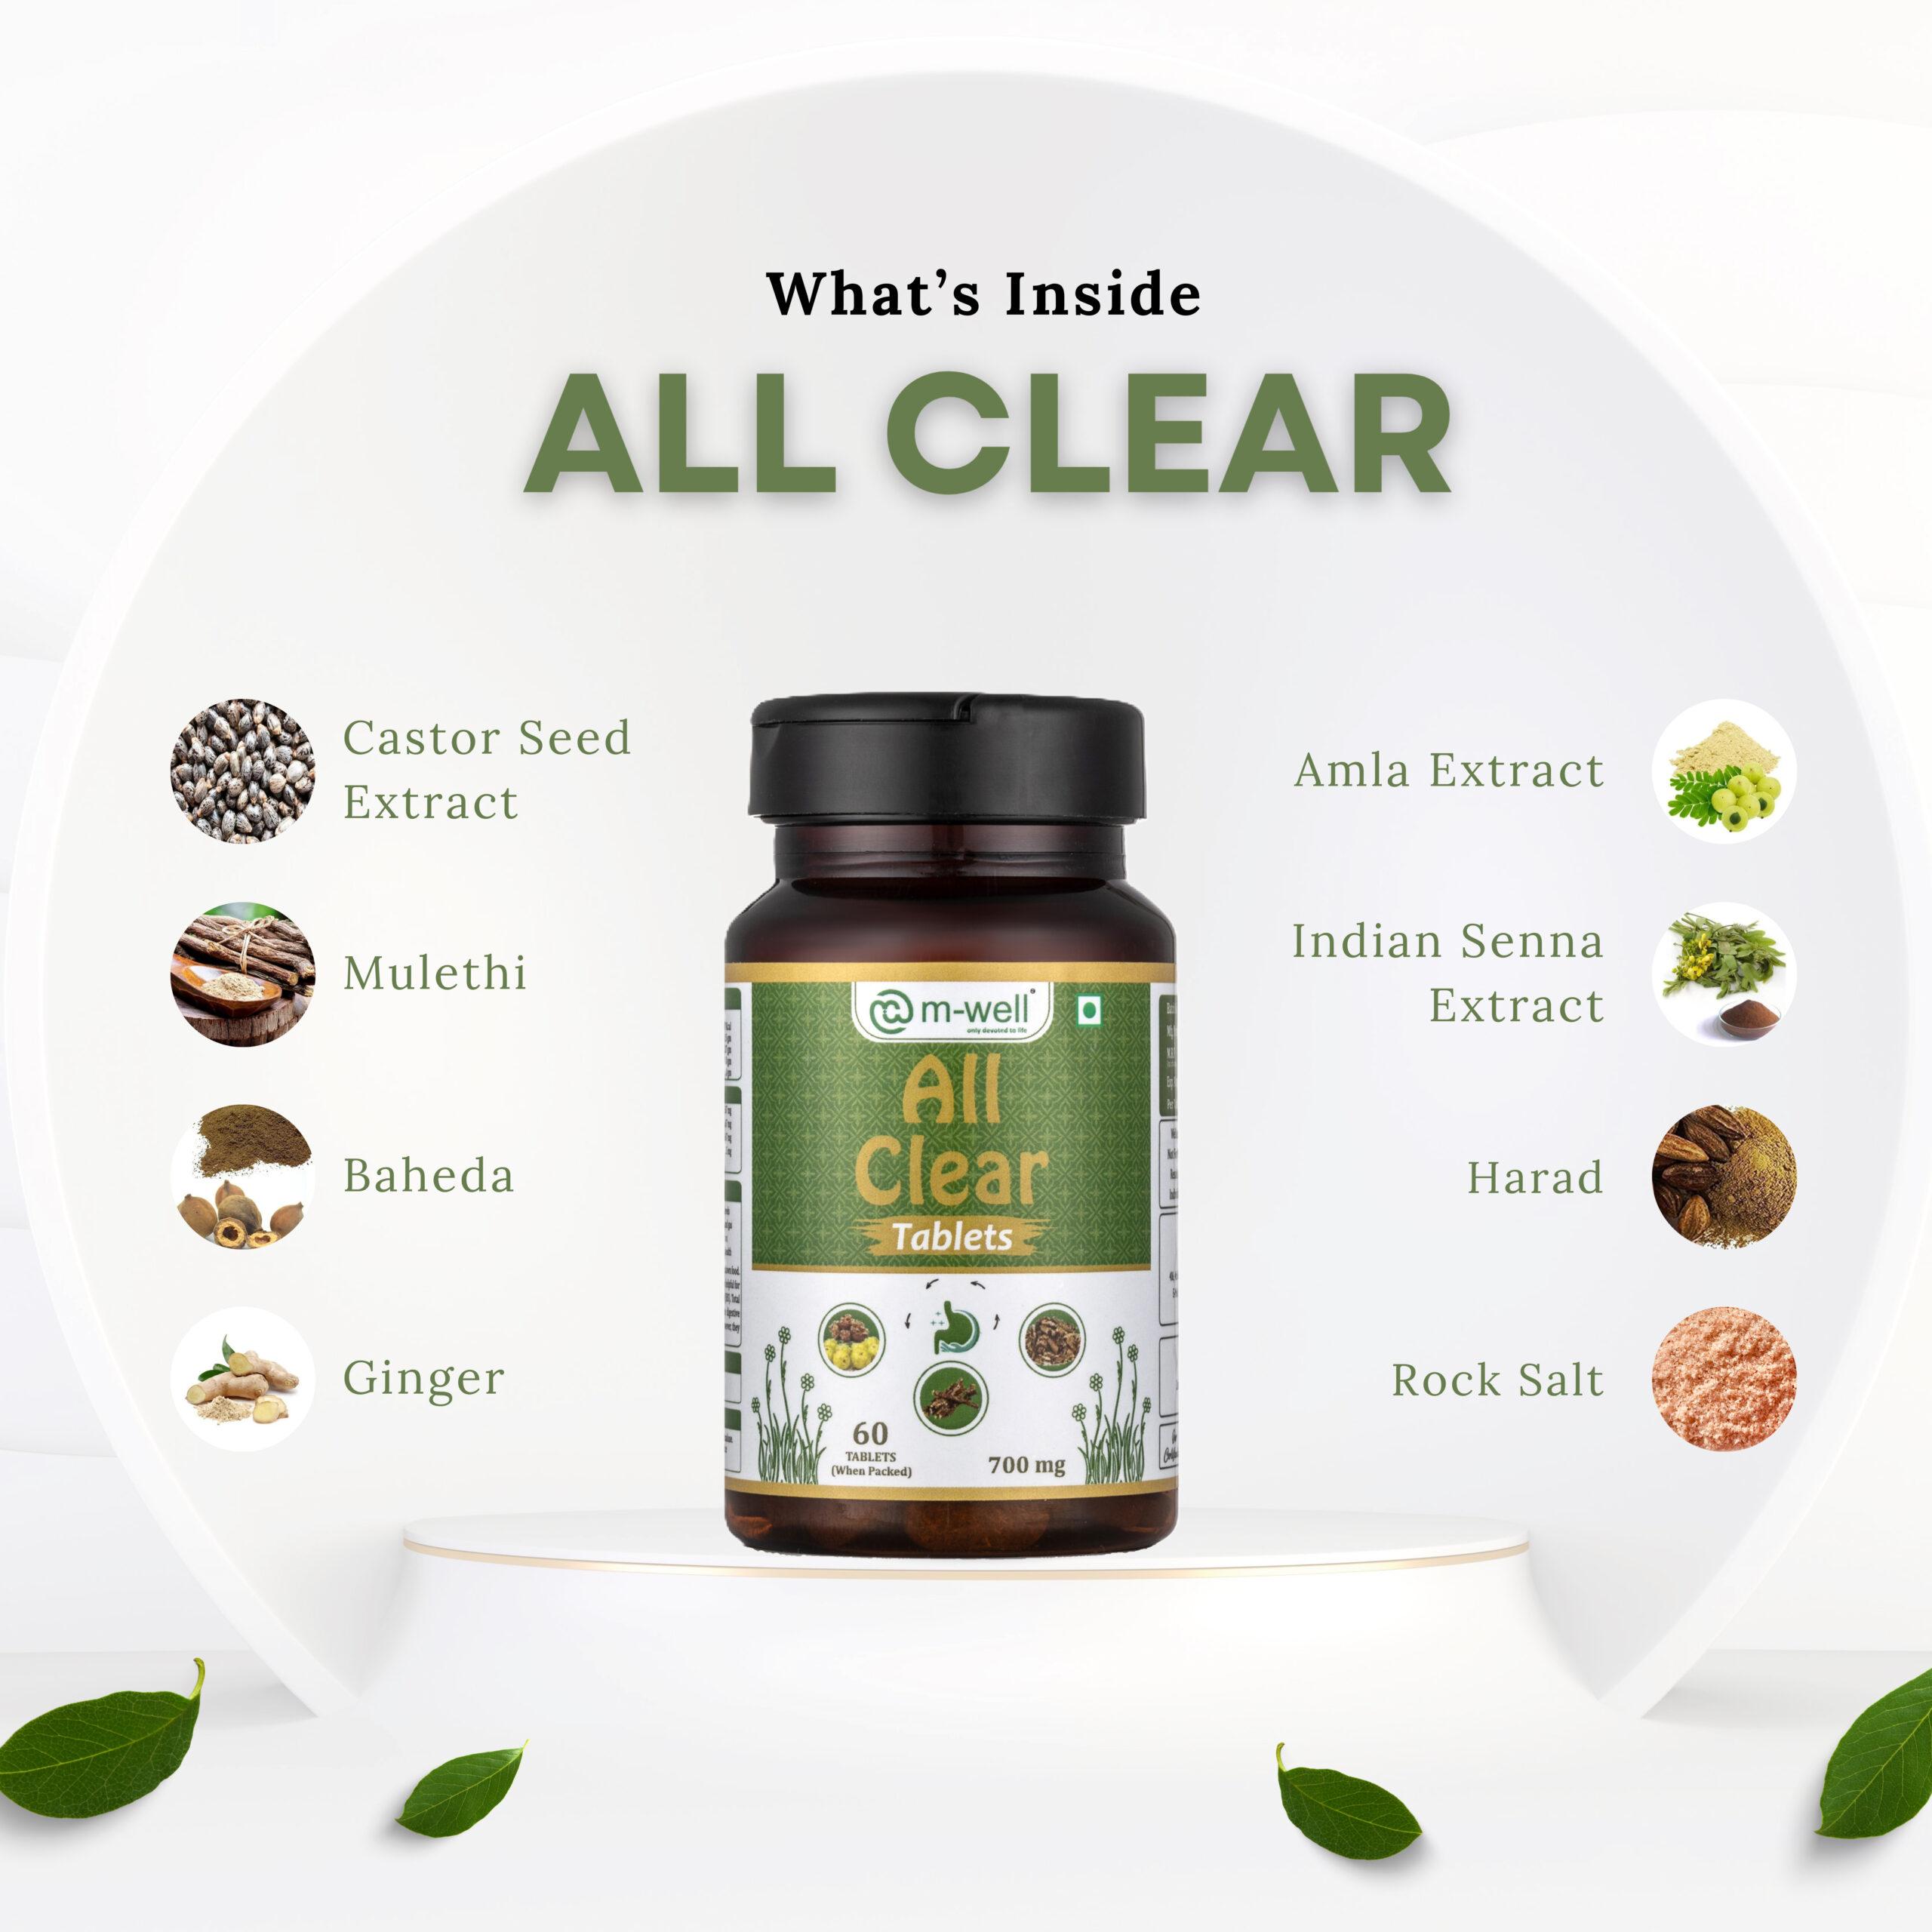 What's Inside
ALL CLEAR
Castor Seed
Extract
Mulethi
Baheda
Ginger
Amla Extract
Indian Senna
Extract
Harad
Rock Salt
m-well
only devoted to life
All
Clear
Tablets
60
TABLETS
(When Packed)
700 mg